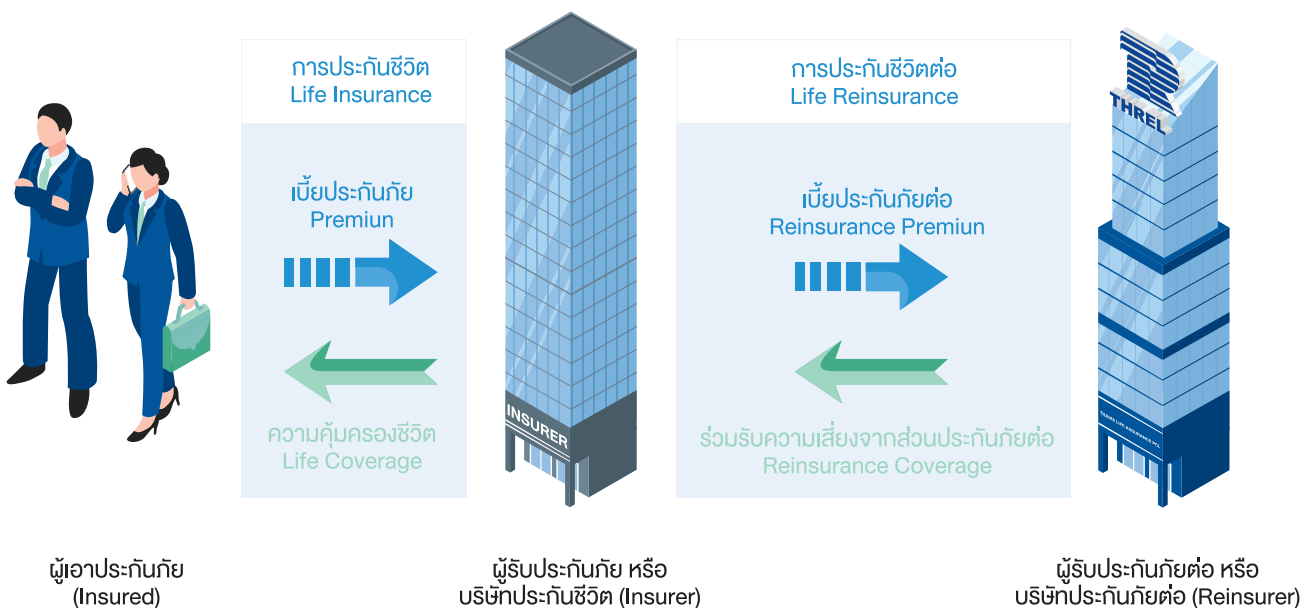 การประกันชีวิต
Life Insurance
เบี้ยประกันภัย
Premiun
ความคุ้มครองชีวิต
Life Coverage
INSURER
การประกันชีวิตต่อ
Life Reinsurance
เบี้ยประกันภัยต่อ
Reinsurance Premiun
ร่วมรับความเสี่ยงจากส่วนประกันภัยต่อ
Reinsurance Coverage
THREL
THAIRE LIFE ASSURANCE PCL
ผู้เอาประกันภัย
(Insured)
ผู้รับประกันภัย หรือ
บริษัทประกันชีวิต (Insurer)
ผู้รับประกันภัยต่อ หรือ
บริษัทประกันภัยต่อ (Reinsurer)